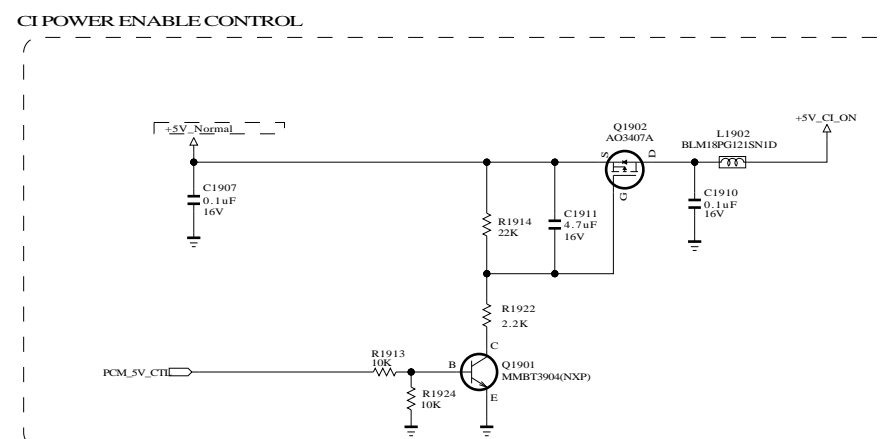 CI POWER ENABLE CONTROL
+5V_Normal
Q1902
AO3407A
L1902
BLM18PG121SN1D
+5V_CI_ON
S
D
G
C1907
0.1uF
16V
R1914
22K
C1911
4.7uF
16V
C1910
0.1uF
16V
R1922
2.2K
C
R1913
10K
B
Q1901
MMBT3904(NXP)
PCM_5V_CTL
R1924
10K
E